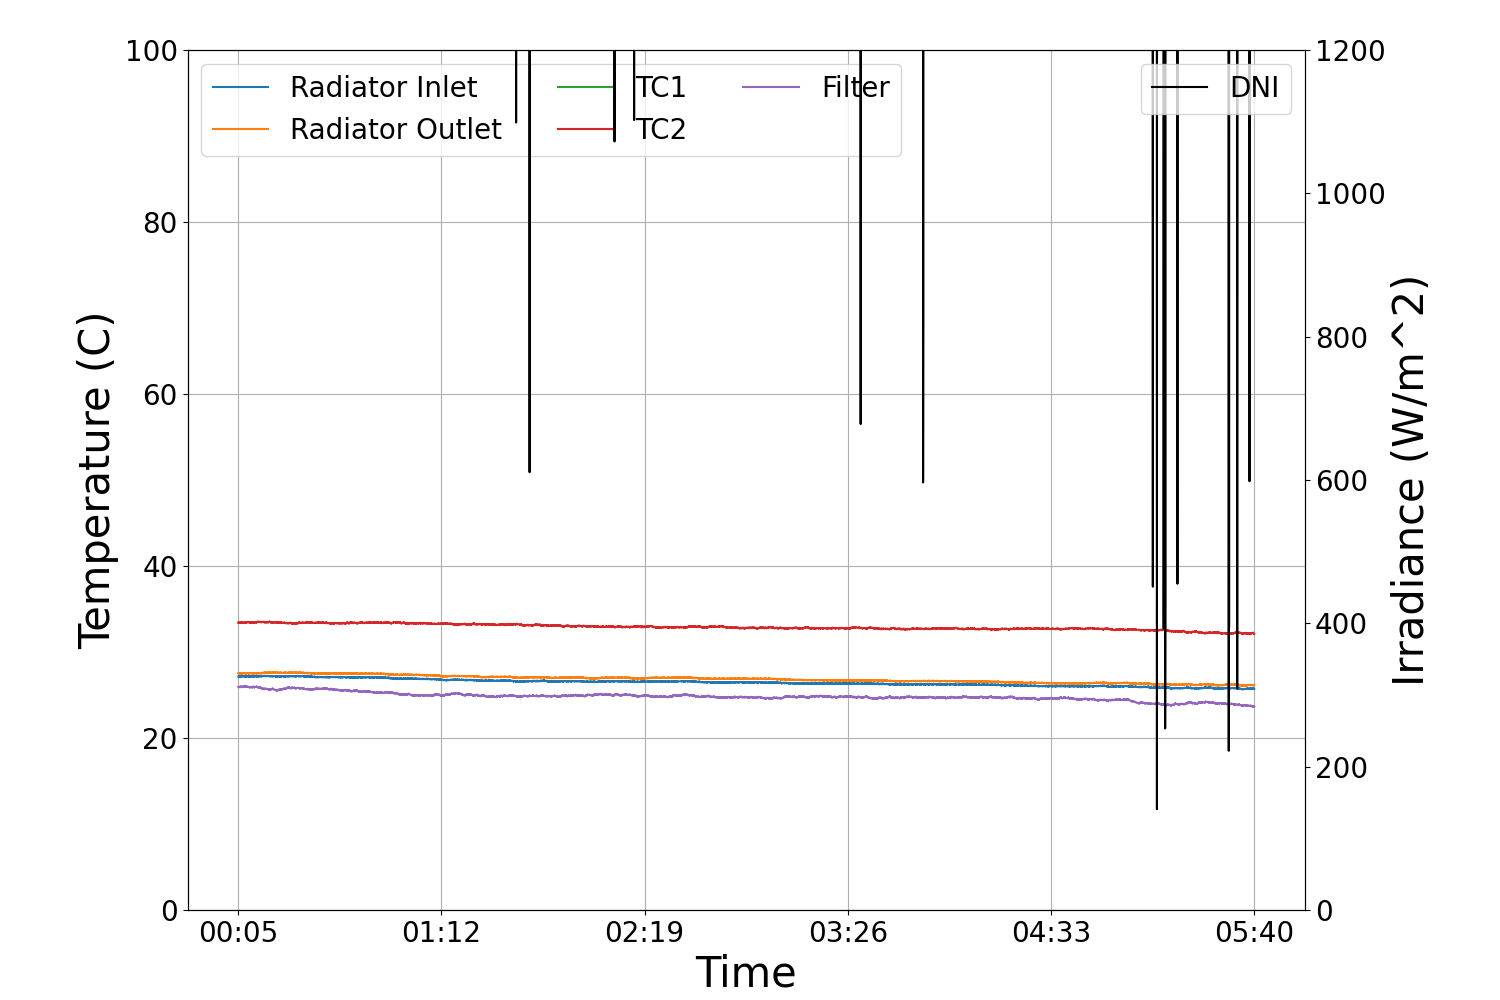 Radiator Inlet
Radiator Outlet
TC1
TC2
Filter
DNI
Temperature (C)
100
80
60
40
20
0
Irradiance (W/m^2)
1200
1000
800
600
400
200
0
00:05 01:12 02:19 03:26 04:33 05:40
Time